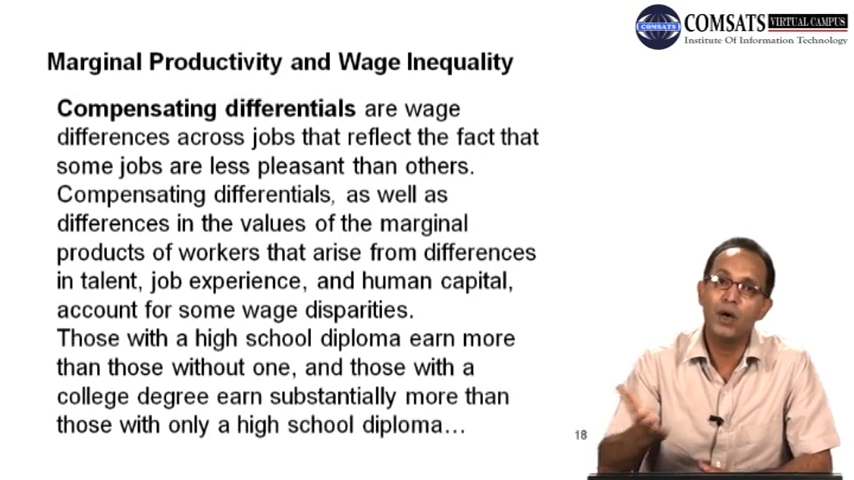 COMSATS VIRTUAL CAMPUS
Institute Of Information Technology
Marginal Productivity and Wage Inequality
Compensating differentials are wage
differences across jobs that reflect the fact that
some jobs are less pleasant than others.
Compensating differentials, as well as
differences in the values of the marginal
products of workers that arise from differences
in talent, job experience, and human capital,
account for some wage disparities.
Those with a high school diploma earn more
than those without one, and those with a
college degree earn substantially more than
those with only a high school diploma…
18